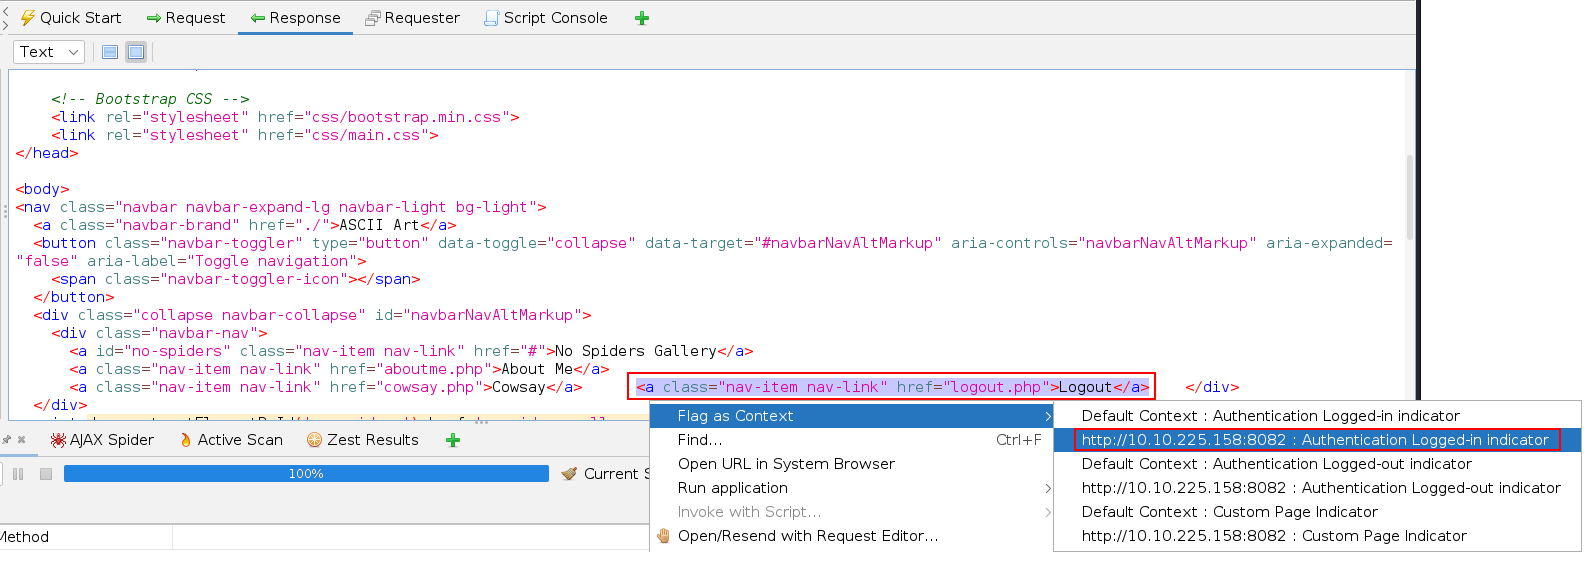 Quick Start Request Response Requester Script Console
Text
<!-- Bootstrap CSS -->
<link rel="stylesheet" href="css/bootstrap.min.css">
<link rel="stylesheet" href="css/main.css">
</head>
<body>
<nav class="navbar navbar-expand-lg navbar-light bg-light">
<a class="navbar-brand" href="./">ASCII Art</a>
<button class="navbar-toggler" type="button" data-toggle="collapse" data-target="#navbarNavAltMarkup" aria-controls="navbarNavAltMarkup" aria-expanded=
"false" aria-label="Toggle navigation">
<span class="navbar-toggler-icon"></span>
</button>
<div class="collapse navbar-collapse" id="navbarNavAltMarkup">
<div class="navbar-nav">
<a id="no-spiders" class="nav-item nav-link" href="#">No Spiders Gallery</a>
<a class="nav-item nav-link" href="aboutme.php">About Me</a>
<a class="nav-item nav-link" href="cowsay.php">Cowsay</a> <a class="nav-item nav-link" href="logout.php">Logout</a> </div>
</div>
AJAX Spider Active Scan Zest Results
100% Current S
Method
Flag as Context
Find... Ctrl+F
Open URL in System Browser
Run application
Invoke with Script...
Open/Resend with Request Editor...
Default Context : Authentication Logged-in indicator
http://10.10.225.158:8082 : Authentication Logged-in indicator
Default Context : Authentication Logged-out indicator
http://10.10.225.158:8082 : Authentication Logged-out indicator
Default Context : Custom Page Indicator
http://10.10.225.158:8082 : Custom Page Indicator